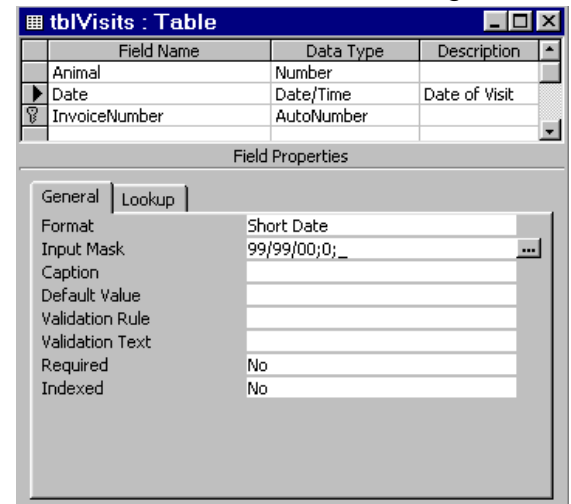 tblVisits : Table
Field Name Data Type Description
Animal Number
Date Date/Time Date of Visit
InvoiceNumber AutoNumber
Field Properties
General Lookup
Format Short Date
Input Mask 99/99/00;0;_ ...
Caption
Default Value
Validation Rule
Validation Text
Required No
Indexed No